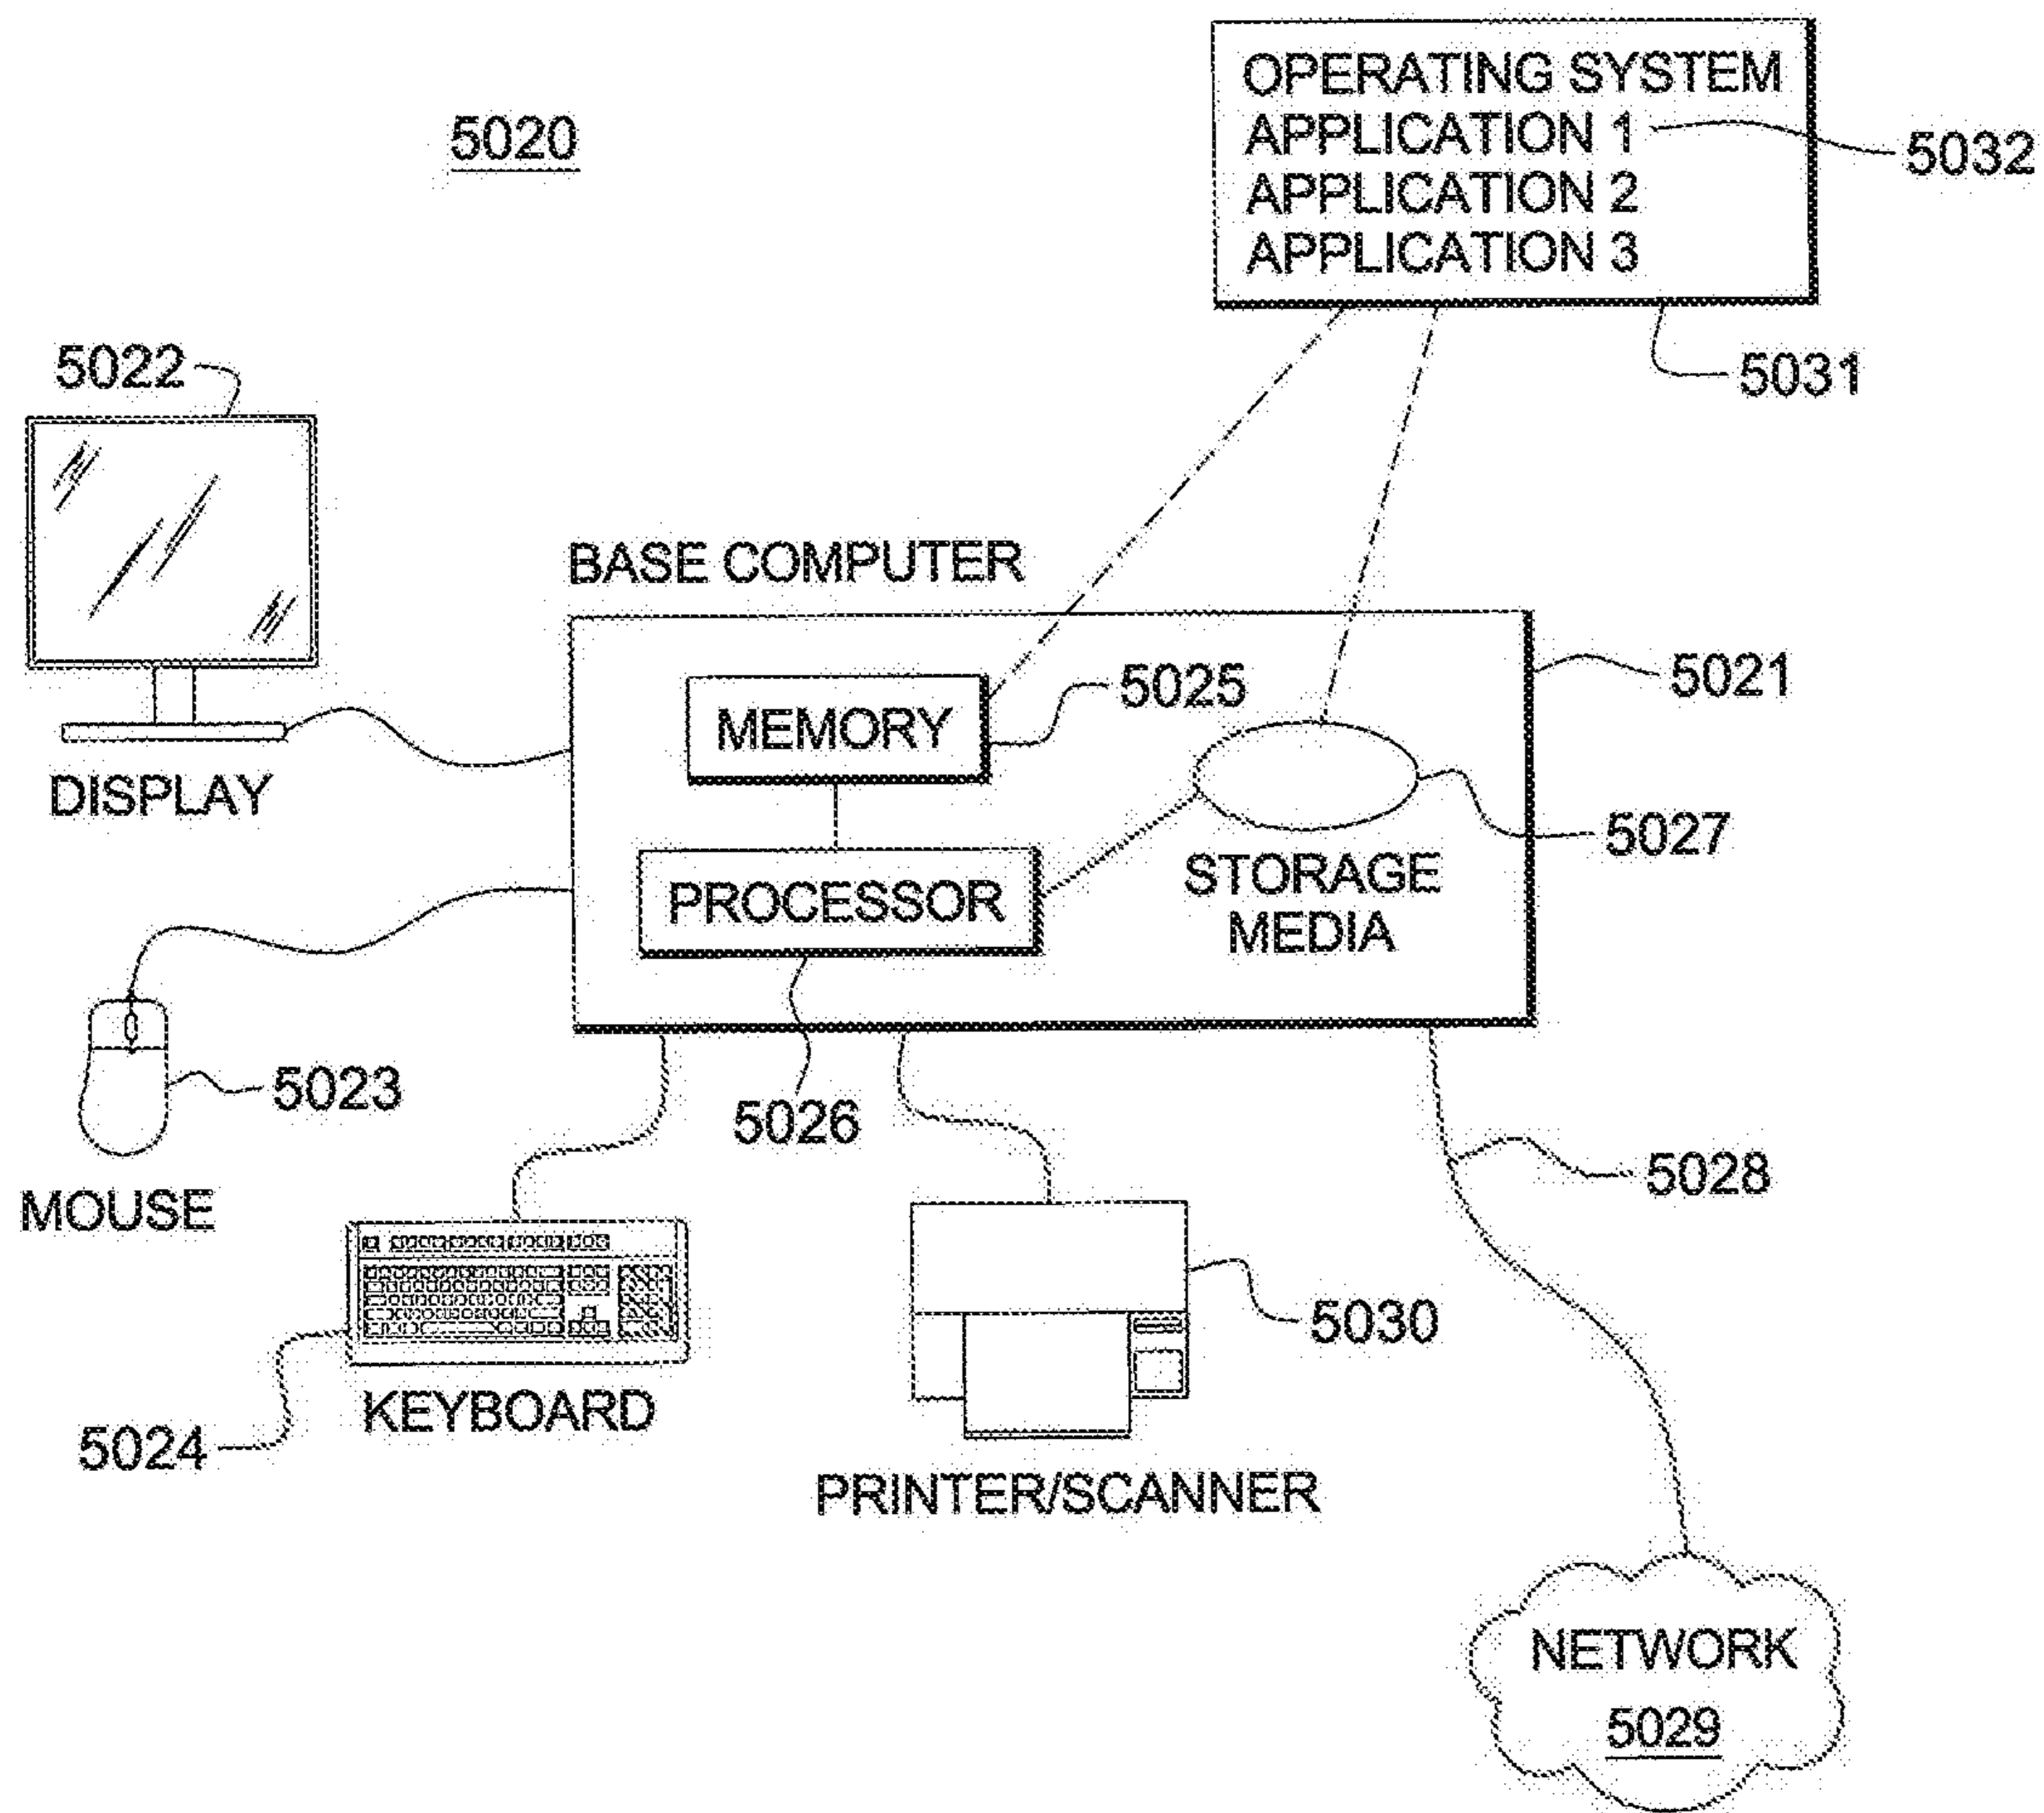 5020
OPERATING SYSTEM
APPLICATION 1
APPLICATION 2
APPLICATION 3
5032
5031
5022
DISPLAY
BASE COMPUTER
5021
MEMORY
5025
PROCESSOR
5026
STORAGE
MEDIA
5027
5023
MOUSE
5024
KEYBOARD
5030
PRINTER/SCANNER
5028
NETWORK
5029